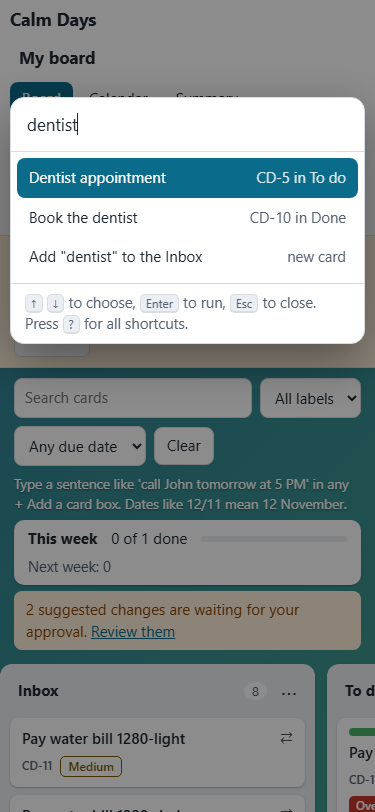 Calm Days
My board
Board Calendar Summary
dentist
Dentist appointment CD-5 in To do
Book the dentist CD-10 in Done
Add "dentist" to the Inbox new card
↑ ↓ to choose, Enter to run, Esc to close.
Press ? for all shortcuts.
Search cards All labels
Any due date Clear
Type a sentence like 'call John tomorrow at 5 PM' in any
+ Add a card box. Dates like 12/11 mean 12 November.
This week 0 of 1 done
Next week: 0
2 suggested changes are waiting for your
approval. Review them
Inbox 8 ... To d
Pay water bill 1280-light Pay
CD-11 Medium CD-1
Ove